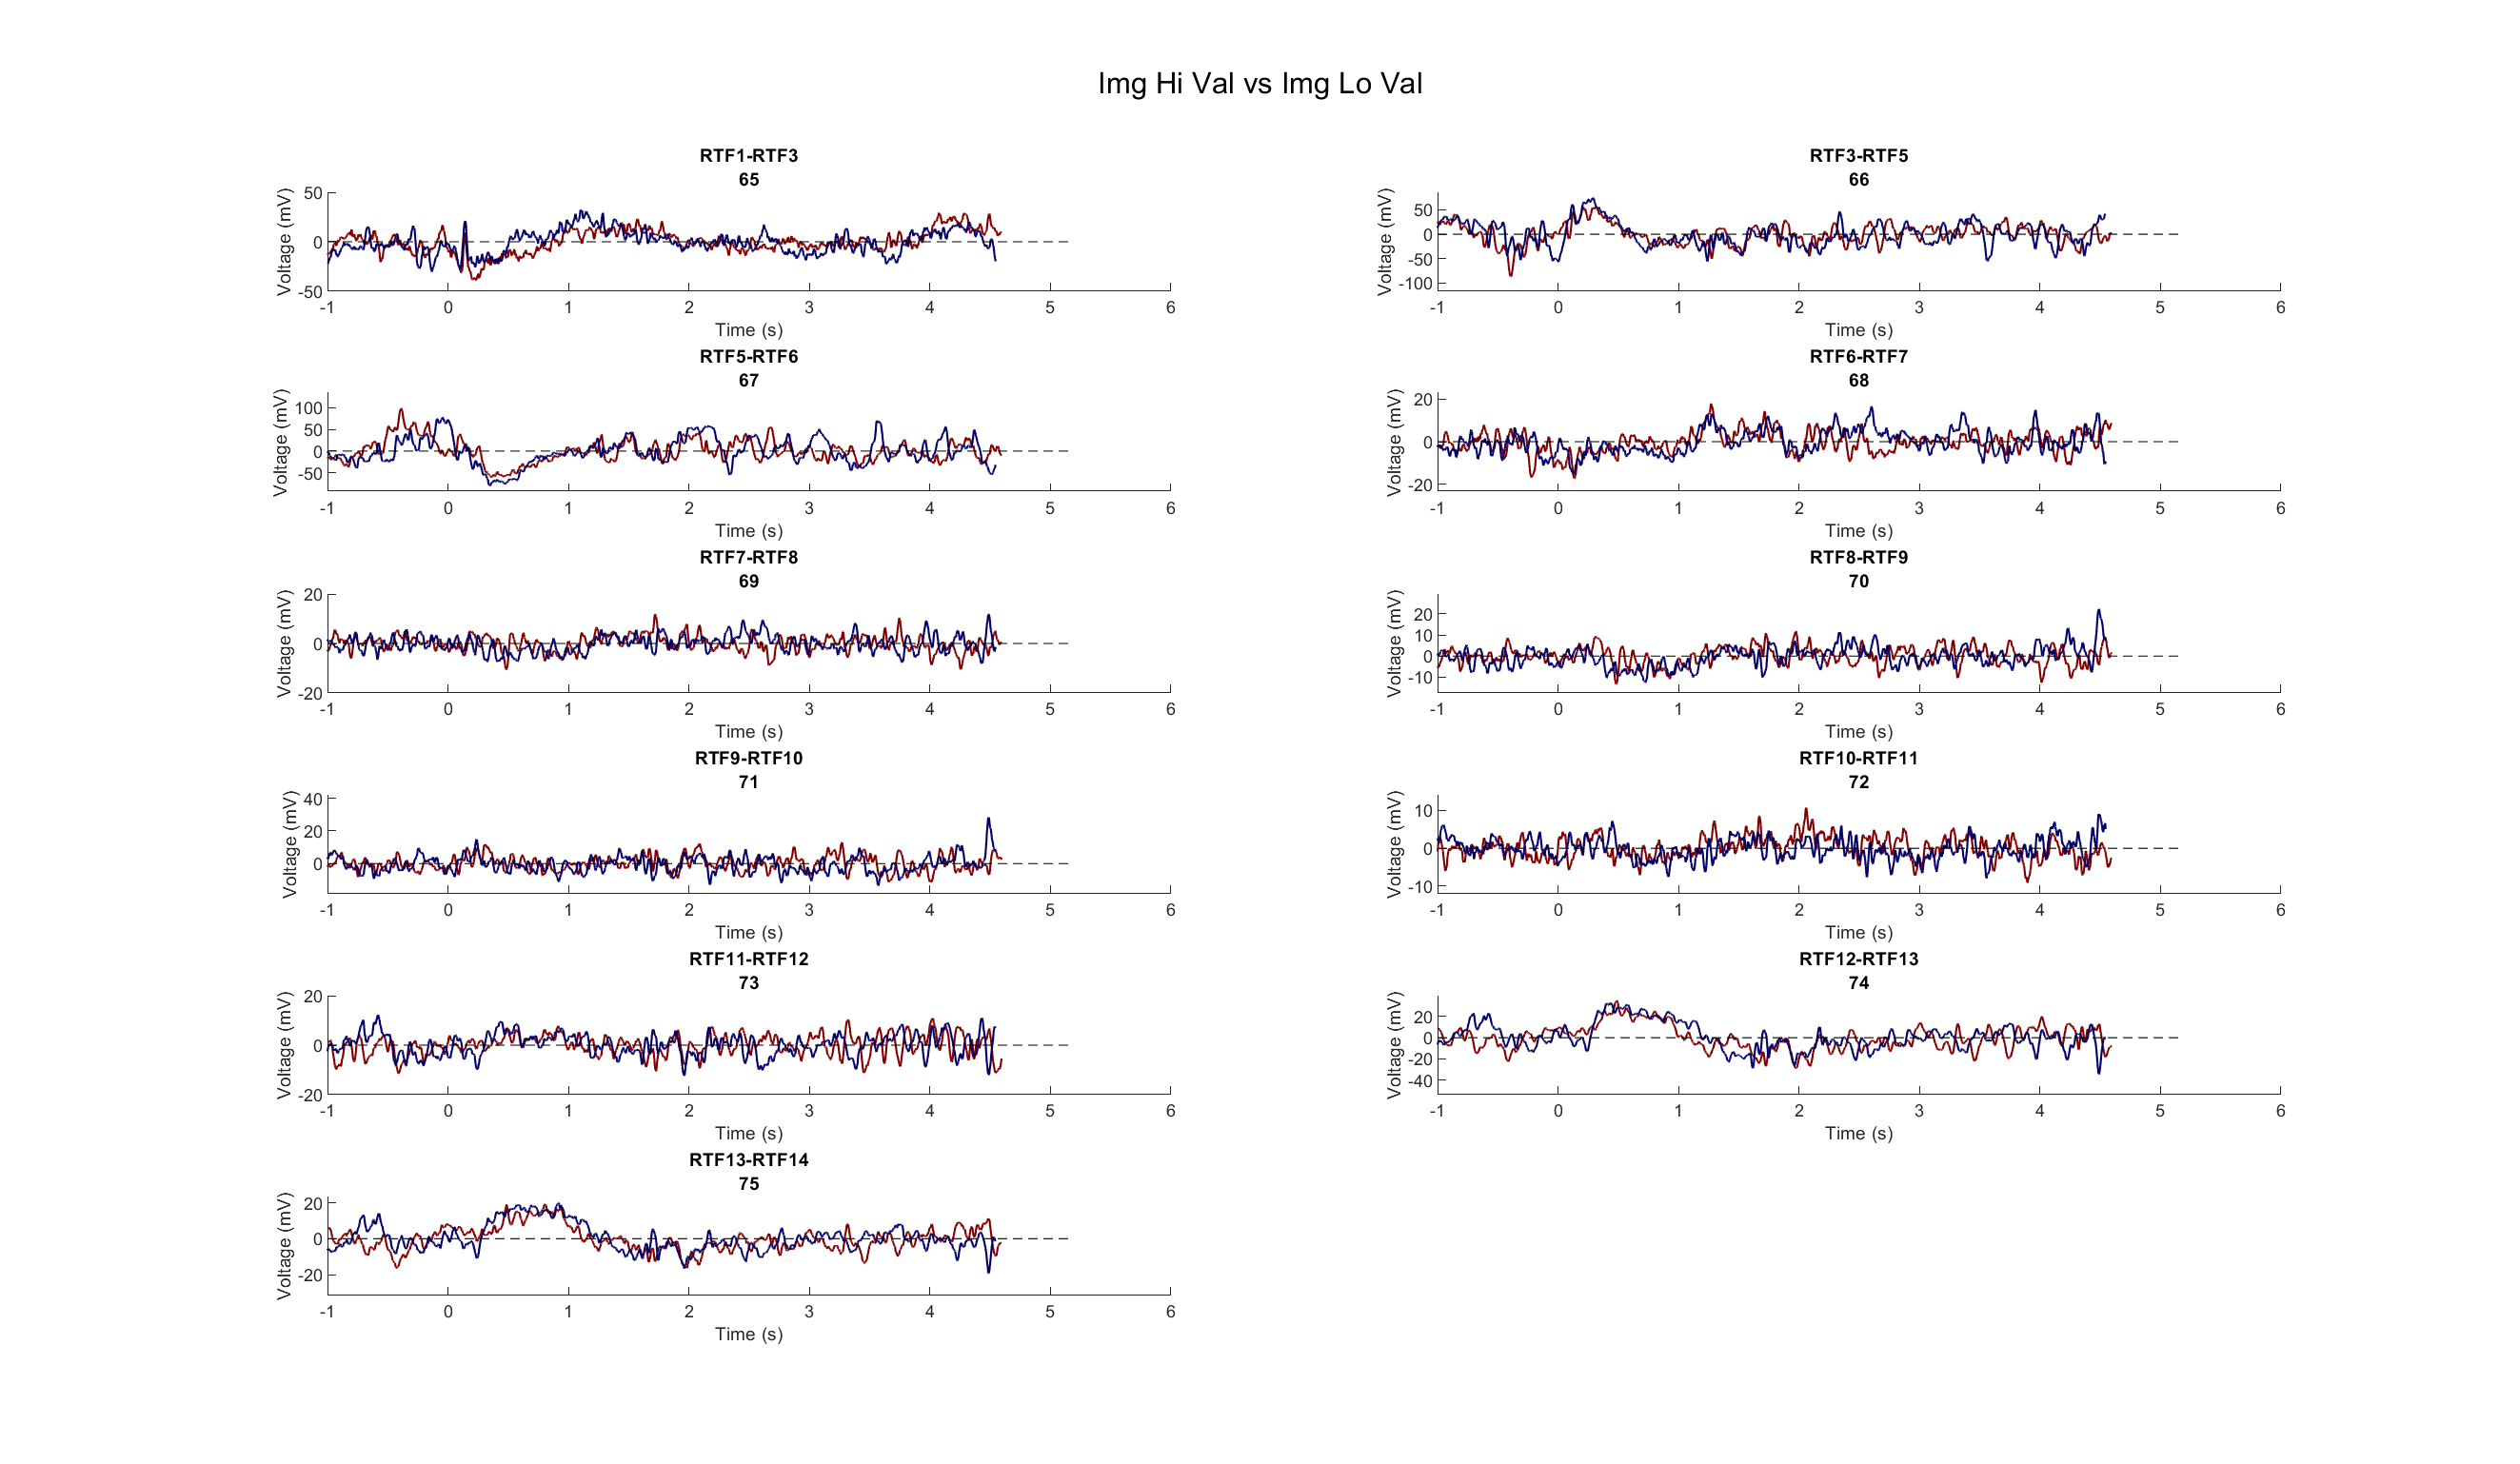 Img Hi Val vs Img Lo Val
RTF1-RTF3
65
50
0
-50
Voltage (mV)
-1 0 1 2 3 4 5 6
Time (s)
RTF3-RTF5
66
50
0
-50
-100
Voltage (mV)
-1 0 1 2 3 4 5 6
Time (s)
RTF5-RTF6
67
100
50
0
-50
Voltage (mV)
-1 0 1 2 3 4 5 6
Time (s)
RTF6-RTF7
68
20
0
-20
Voltage (mV)
-1 0 1 2 3 4 5 6
Time (s)
RTF7-RTF8
69
20
0
-20
Voltage (mV)
-1 0 1 2 3 4 5 6
Time (s)
RTF8-RTF9
70
20
10
0
-10
Voltage (mV)
-1 0 1 2 3 4 5 6
Time (s)
RTF9-RTF10
71
40
20
0
Voltage (mV)
-1 0 1 2 3 4 5 6
Time (s)
RTF10-RTF11
72
10
0
-10
Voltage (mV)
-1 0 1 2 3 4 5 6
Time (s)
RTF11-RTF12
73
20
0
-20
Voltage (mV)
-1 0 1 2 3 4 5 6
Time (s)
RTF12-RTF13
74
20
0
-20
-40
Voltage (mV)
-1 0 1 2 3 4 5 6
Time (s)
RTF13-RTF14
75
20
0
-20
Voltage (mV)
-1 0 1 2 3 4 5 6
Time (s)